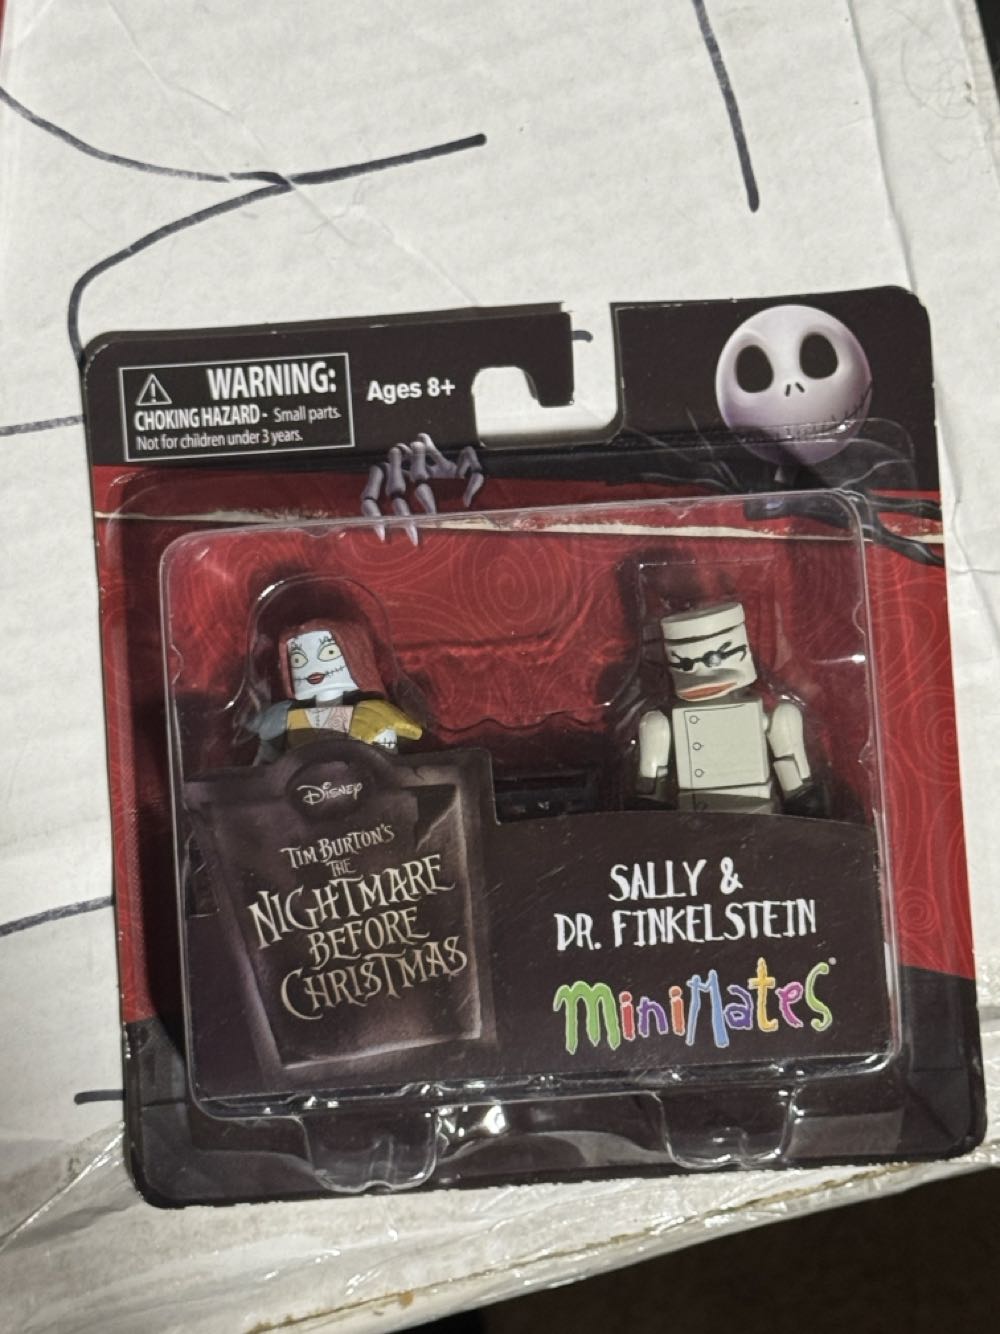 WARNING:
CHOKING HAZARD - Small parts.
Not for children under 3 years.
Ages 8+
DISNEY
TIM BURTON'S
THE
NIGHTMARE
BEFORE
CHRISTMAS
SALLY &
DR. FINKELSTEIN
miniMates